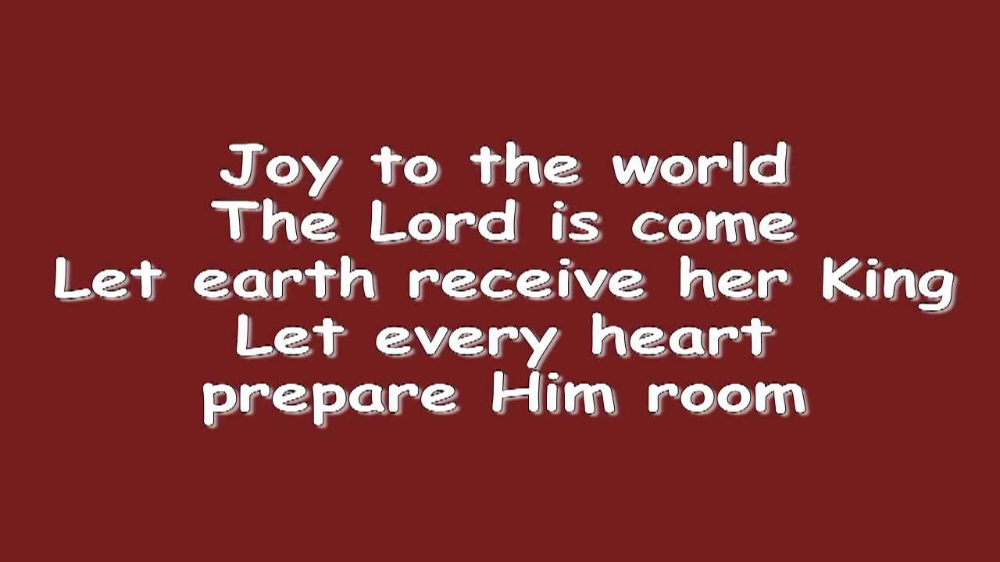 Joy to the world
The Lord is come
Let earth receive her King
Let every heart
prepare Him room